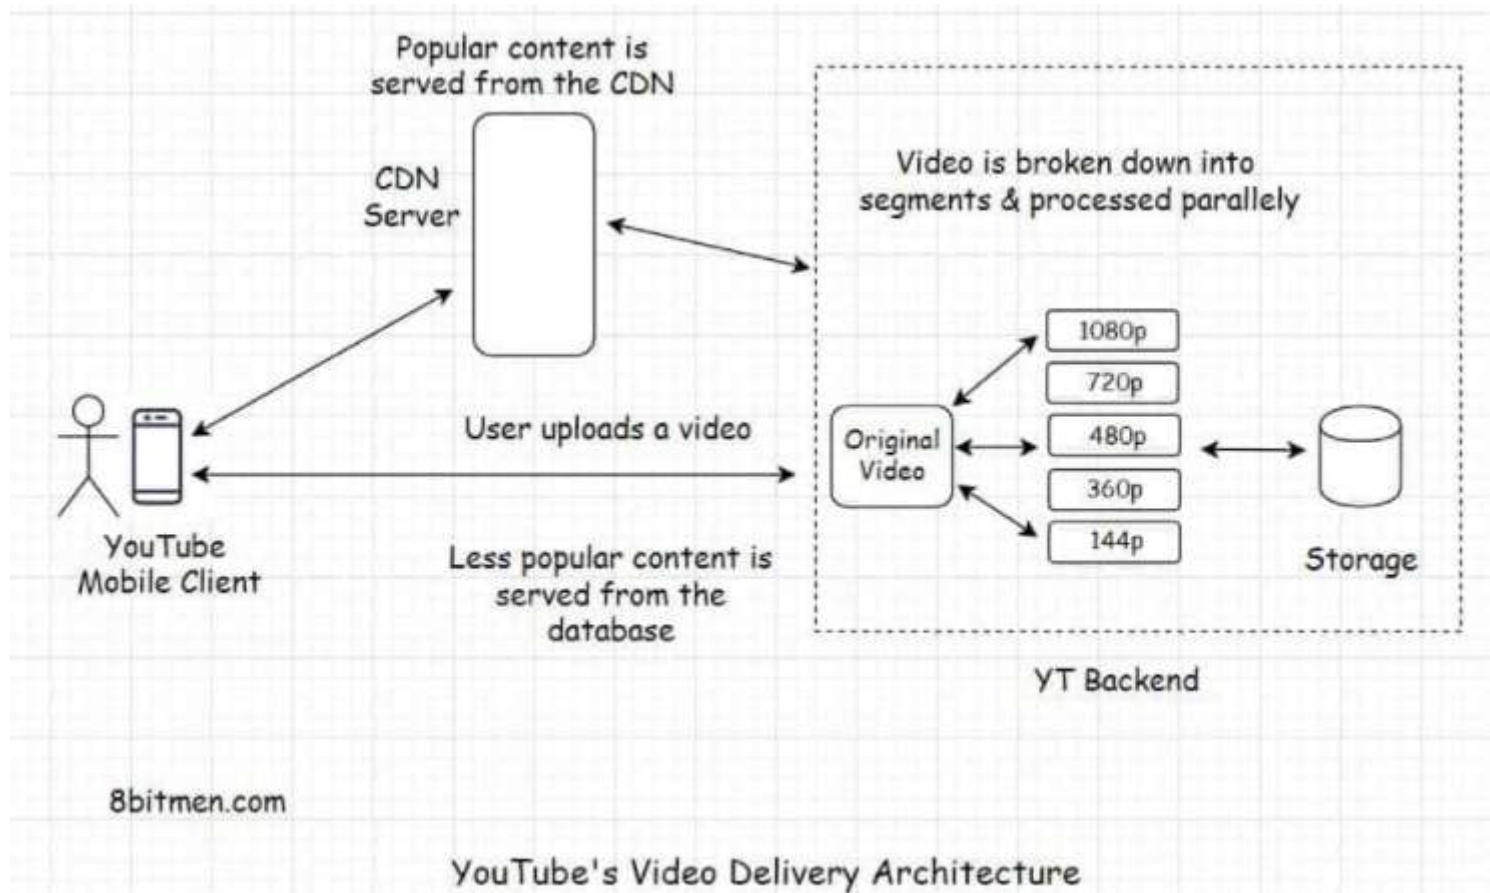 Popular content is
served from the CDN
CDN
Server
Video is broken down into
segments & processed parallely
1080p
720p
480p
360p
144p
Original
Video
Storage
User uploads a video
Less popular content is
served from the
database
YouTube
Mobile Client
YT Backend
8bitmen.com
YouTube's Video Delivery Architecture